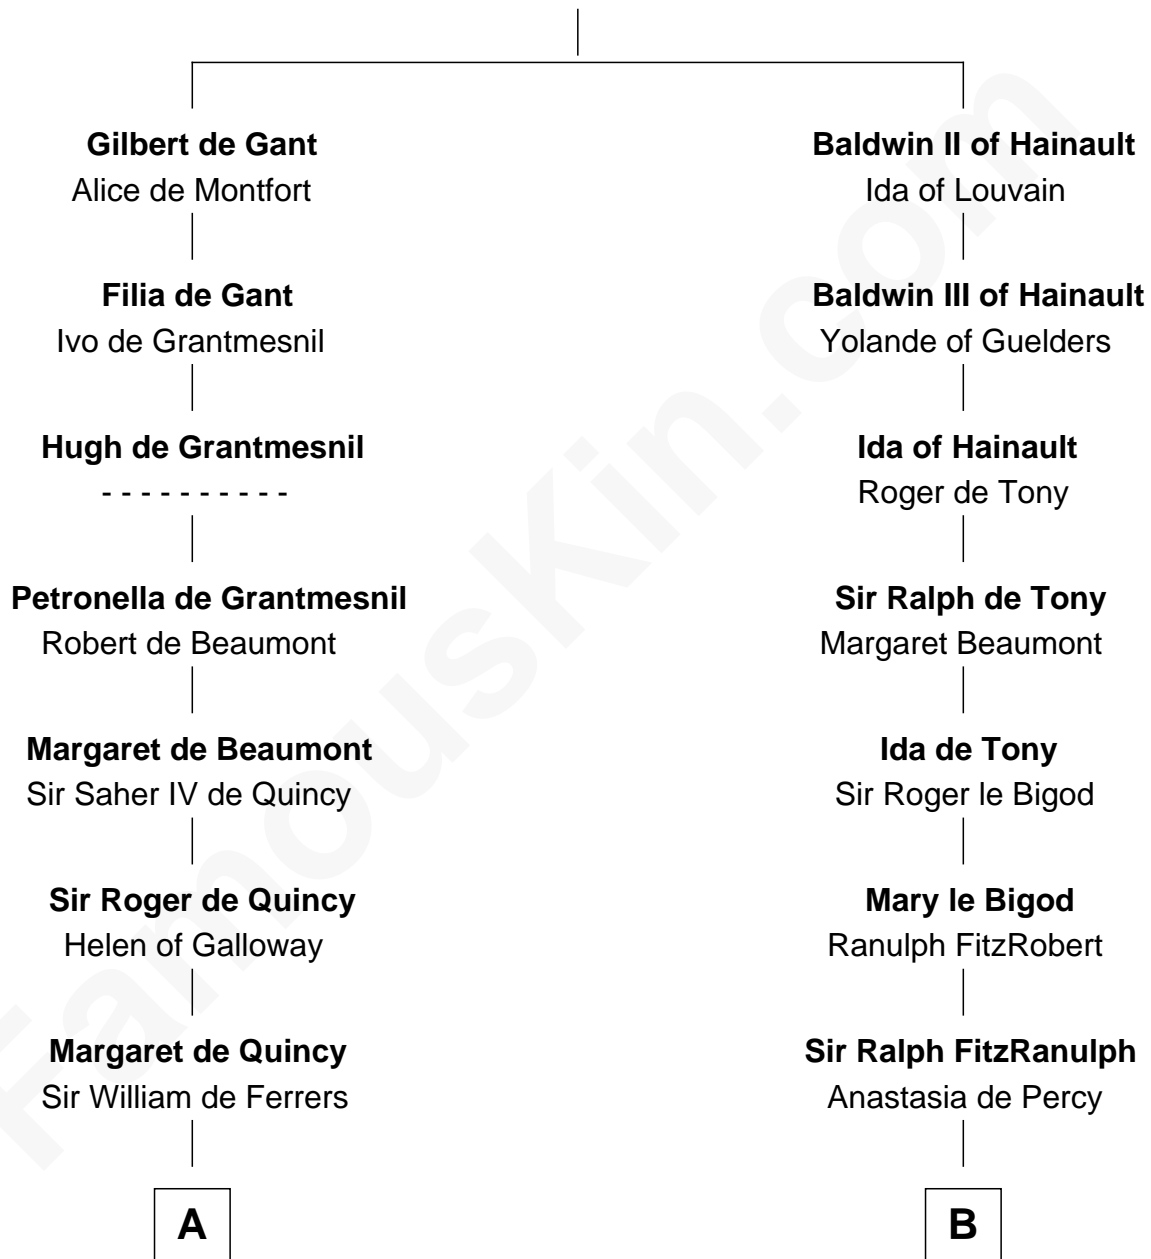 Gilbert de Gant
Alice de Montfort
Filia de Gant
Ivo de Grantmesnil
Hugh de Grantmesnil
- - - - - - - - - -
Petronella de Grantmesnil
Robert de Beaumont
Margaret de Beaumont
Sir Saher IV de Quincy
Sir Roger de Quincy
Helen of Galloway
Margaret de Quincy
Sir William de Ferrers
A
Baldwin II of Hainault
Ida of Louvain
Baldwin III of Hainault
Yolande of Guelders
Ida of Hainault
Roger de Tony
Sir Ralph de Tony
Margaret Beaumont
Ida de Tony
Sir Roger le Bigod
Mary le Bigod
Ranulph FitzRobert
Sir Ralph FitzRanulph
Anastasia de Percy
B
FamousKin.com